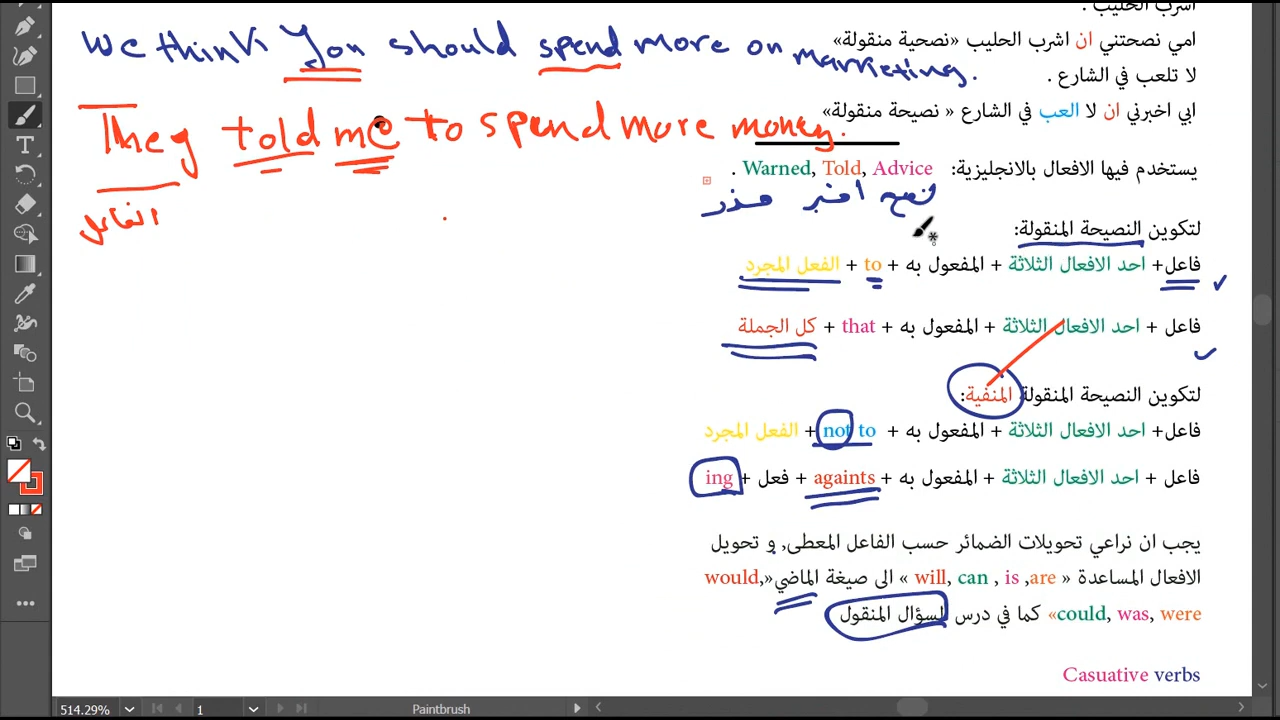 We think you should spend more on marrketing.
They told me to spend more money.
الفاعل
اشرب الحليب .
امي نصحتني ان اشرب الحليب «نصحية منقولة»
لا تلعب في الشارع .
ابي اخبرني ان لا العب في الشارع « نصيحة منقولة»
يستخدم فيها الافعال بالانجليزية: Warned, Told, Advice .
نصح اخبر حذر
لتكوين النصيحة المنقولة:
فاعل+ احد الافعال الثلاثة + المفعول به + to + الفعل المجرد
فاعل + احد الافعال الثلاثة + المفعول به + that + كل الجملة
لتكوين النصيحة المنقولة المنفية:
فاعل+ احد الافعال الثلاثة + المفعول به + not to + الفعل المجرد
فاعل + احد الافعال الثلاثة + المفعول به + againts + فعل + ing
يجب ان نراعي تحويلات الضمائر حسب الفاعل المعطى, و تحويل
الافعال المساعدة « will, can , is ,are » الى صيغة الماضي «would,
could, was, were» كما في درس السؤال المنقول
Casuative verbs
514.29%
1
Paintbrush